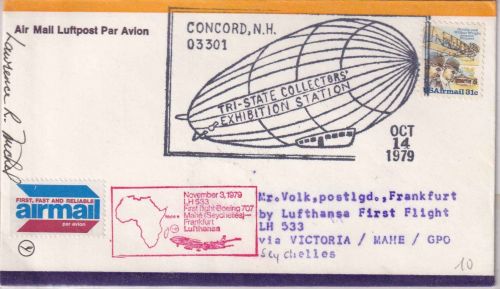 Air Mail Luftpost Par Avion
CONCORD, N.H.
03301
TRI-STATE COLLECTORS'
EXHIBITION STATION
OCT
14
1979
USAirmail 31c
Lawrence R.
FIRST, FAST AND RELIABLE
airmail
par avion
November 3, 1979
LH 533
First flight Boeing 707
Mahé (Seychelles)-
Frankfurt
Lufthansa
Mr.Volk,postlgd.,Frankfurt
by Lufthansa First Flight
LH 533
via VICTORIA / MAHE / GPO
Seychelles
10